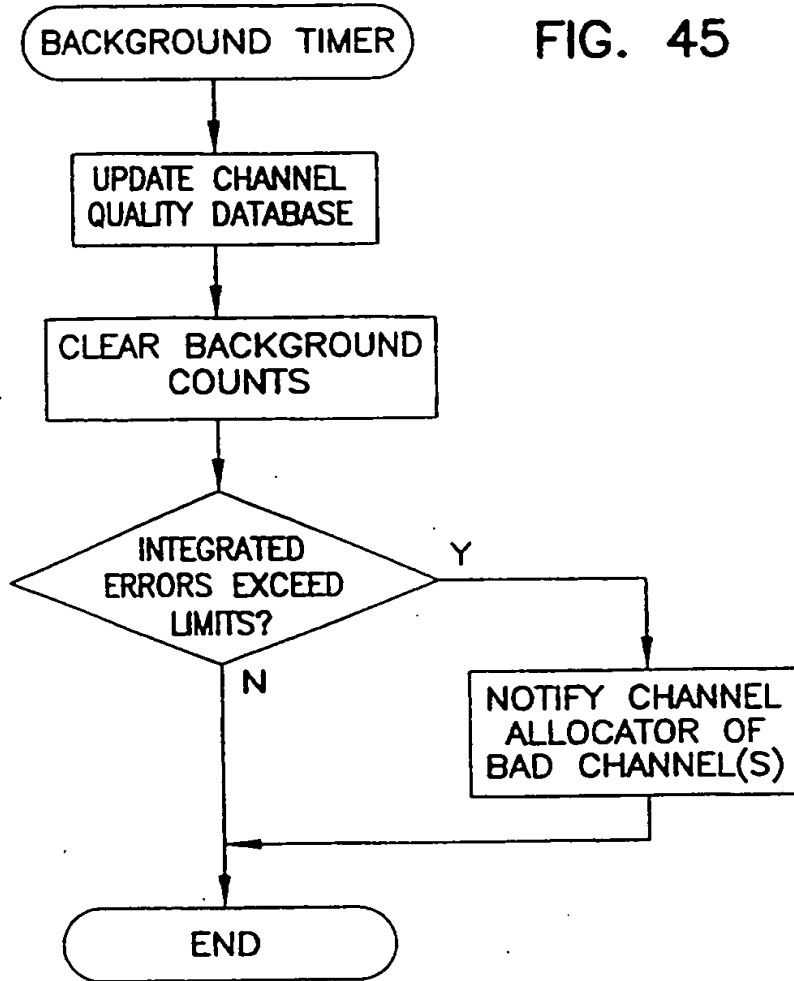 BACKGROUND TIMER
FIG. 45
UPDATE CHANNEL
QUALITY DATABASE
CLEAR BACKGROUND
COUNTS
INTEGRATED
ERRORS EXCEED
LIMITS?
Y
N
NOTIFY CHANNEL
ALLOCATOR OF
BAD CHANNEL(S)
END